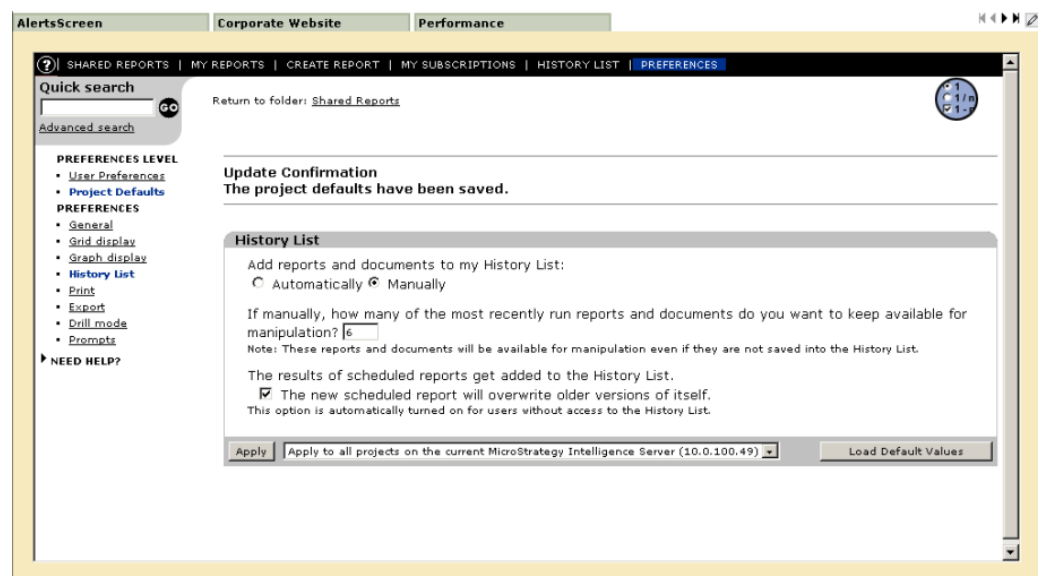 AlertsScreen Corporate Website Performance
? SHARED REPORTS | MY REPORTS | CREATE REPORT | MY SUBSCRIPTIONS | HISTORY LIST | PREFERENCES
Quick search
GO
Advanced search
Return to folder: Shared Reports
1
1/n
PREFERENCES LEVEL
User Preferences
Project Defaults
PREFERENCES
General
Grid display
Graph display
History List
Print
Export
Drill mode
Prompts
NEED HELP?
Update Confirmation
The project defaults have been saved.
History List
Add reports and documents to my History List:
Automatically Manually
If manually, how many of the most recently run reports and documents do you want to keep available for
manipulation? 6
Note: These reports and documents will be available for manipulation even if they are not saved into the History List.
The results of scheduled reports get added to the History List.
The new scheduled report will overwrite older versions of itself.
This option is automatically turned on for users without access to the History List.
Apply Apply to all projects on the current MicroStrategy Intelligence Server (10.0.100.49) Load Default Values